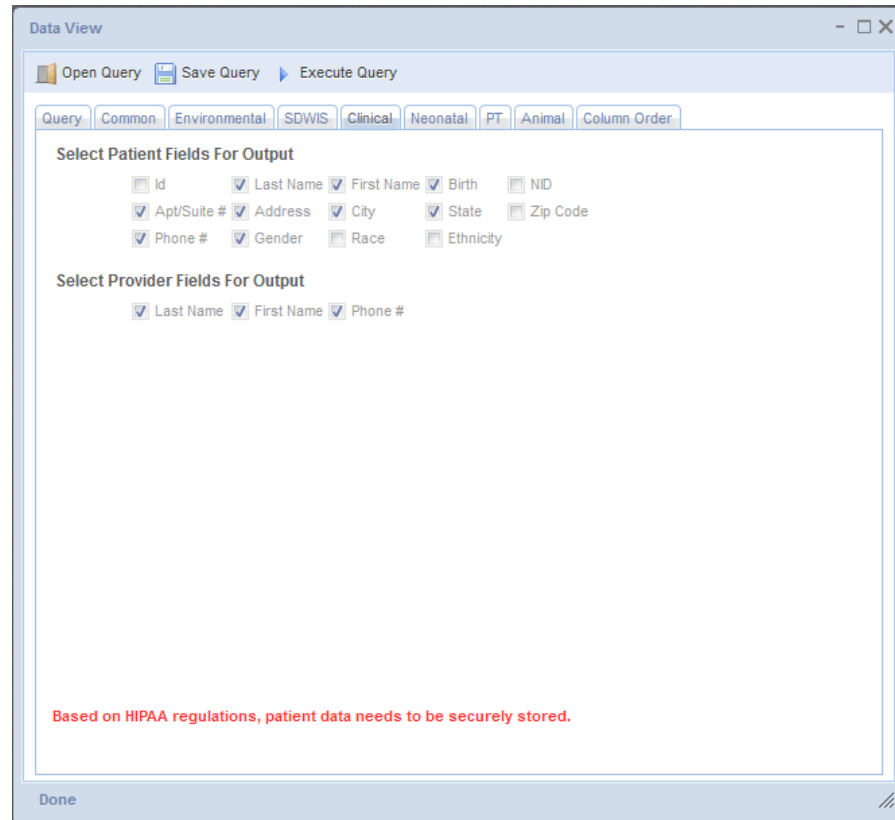 Data View
Open Query Save Query Execute Query
Query Common Environmental SDWIS Clinical Neonatal PT Animal Column Order
Select Patient Fields For Output
Id Last Name First Name Birth NID
Apt/Suite # Address City State Zip Code
Phone # Gender Race Ethnicity
Select Provider Fields For Output
Last Name First Name Phone #
Based on HIPAA regulations, patient data needs to be securely stored.
Done